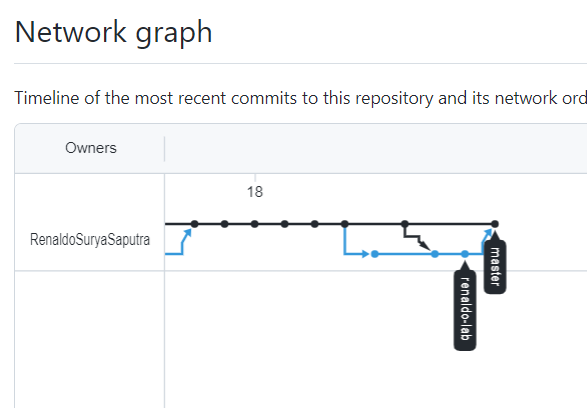 Network graph
Timeline of the most recent commits to this repository and its network ord
Owners
18
RenaldoSuryaSaputra
master
renaldo-lab